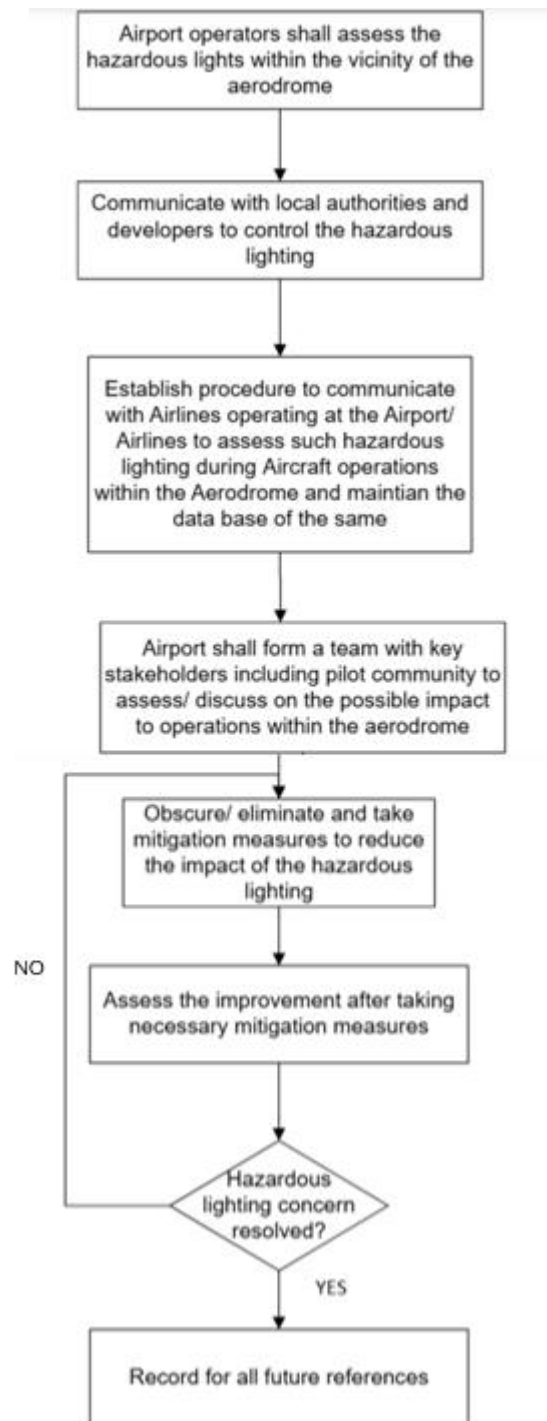 Airport operators shall assess the
hazardous lights within the vicinity of the
aerodrome
Communicate with local authorities and
developers to control the hazardous
lighting
Establish procedure to communicate
with Airlines operating at the Airport/
Airlines to assess such hazardous
lighting during Aircraft operations
within the Aerodrome and maintian the
data base of the same
Airport shall form a team with key
stakeholders including pilot community to
assess/ discuss on the possible impact
to operations within the aerodrome
Obscure/ eliminate and take
mitigation measures to reduce
the impact of the hazardous
lighting
NO
Assess the improvement after taking
necessary mitigation measures
Hazardous
lighting concern
resolved?
YES
Record for all future references